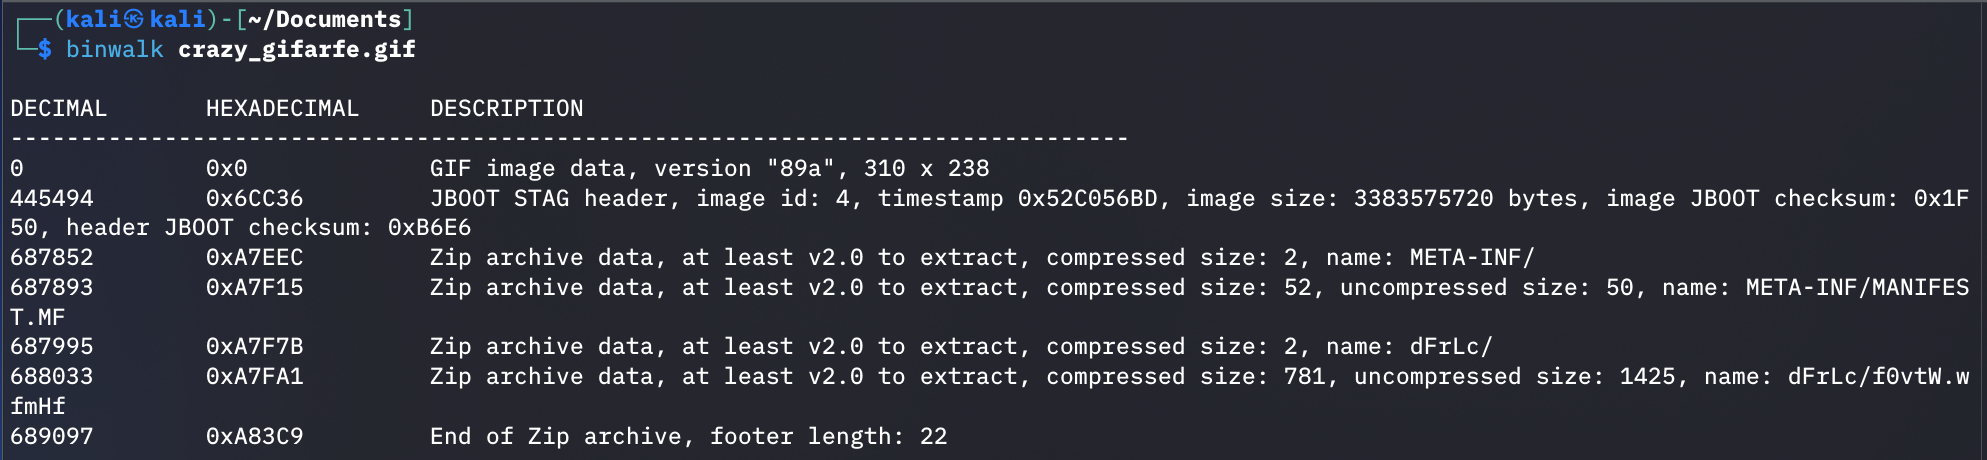 (kali㉿kali)-[~/Documents]
$ binwalk crazy_gifarfe.gif
DECIMAL       HEXADECIMAL     DESCRIPTION
--------------------------------------------------------------------------------
0             0x0             GIF image data, version "89a", 310 x 238
445494        0x6CC36         JBOOT STAG header, image id: 4, timestamp 0x52C056BD, image size: 3383575720 bytes, image JBOOT checksum: 0x1F
50, header JBOOT checksum: 0xB6E6
687852        0xA7EEC         Zip archive data, at least v2.0 to extract, compressed size: 2, name: META-INF/
687893        0xA7F15         Zip archive data, at least v2.0 to extract, compressed size: 52, uncompressed size: 50, name: META-INF/MANIFES
T.MF
687995        0xA7F7B         Zip archive data, at least v2.0 to extract, compressed size: 2, name: dFrLc/
688033        0xA7FA1         Zip archive data, at least v2.0 to extract, compressed size: 781, uncompressed size: 1425, name: dFrLc/f0vtW.w
fmHf
689097        0xA83C9         End of Zip archive, footer length: 22